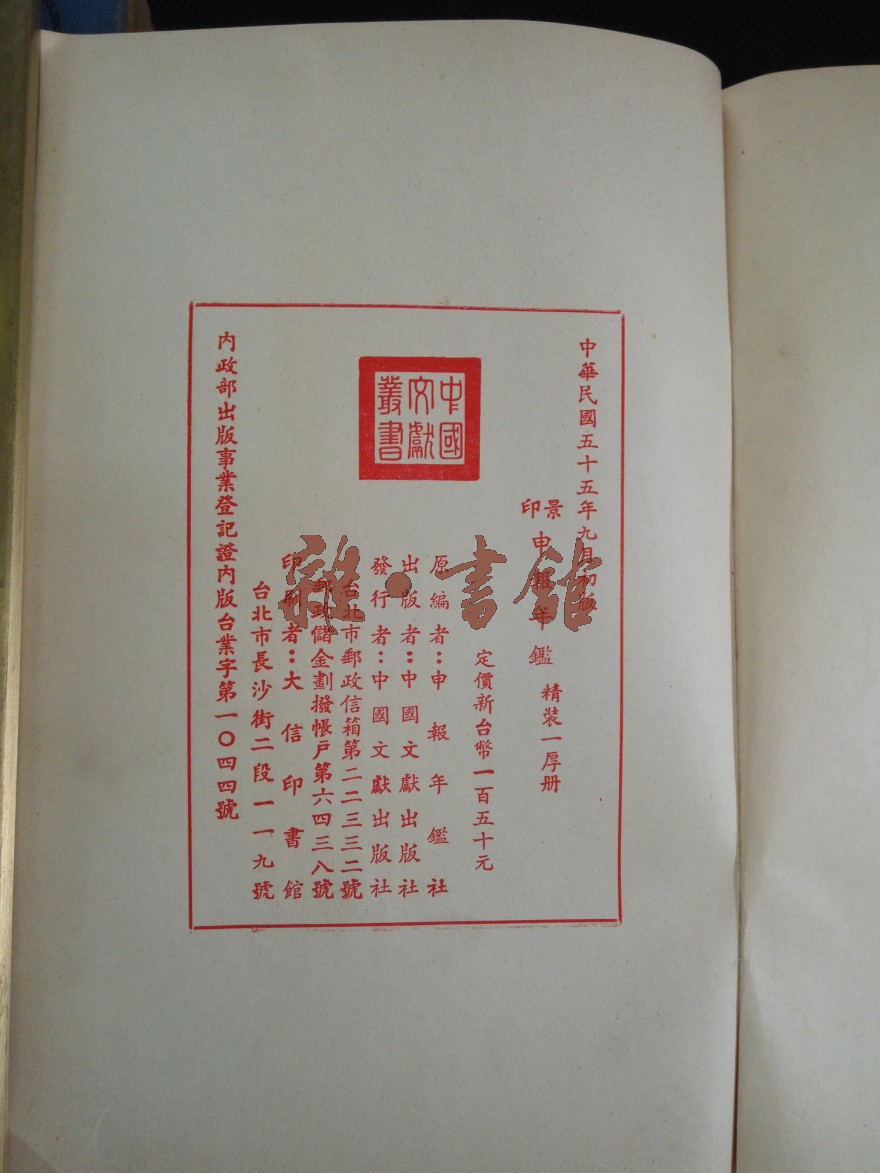 中華民國五十五年九月初版
景印 申報年鑑 精裝一厚册
定價新台幣一百五十元
中國
文獻
叢書
原編者：申報年鑑社
出版者：中國文獻出版社
發行者：中國文獻出版社
台北市郵政信箱第二二三三二號
郵政儲金劃撥帳戶第六四三八號
印刷者：大信印書館
台北市長沙街二段一一九號
內政部出版事業登記證內版台業字第一〇四四號
雜·書館